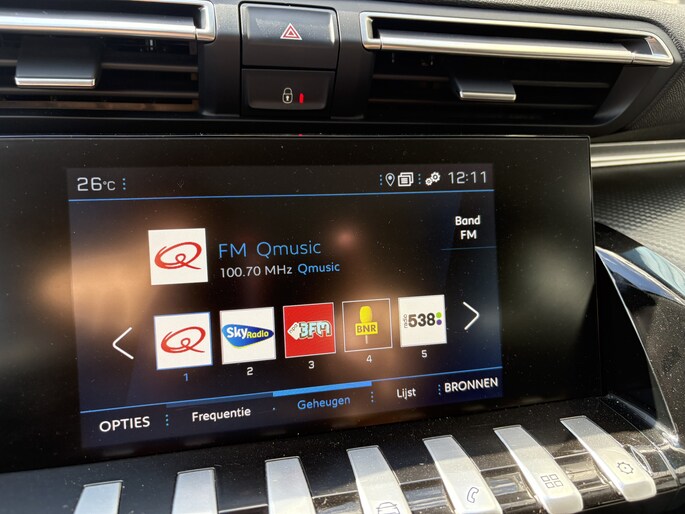 26°C
12:11
FM Qmusic
100.70 MHz Qmusic
Band
FM
Q
Sky Radio
3FM
BNR
radio 538
1
2
3
4
5
OPTIES
Frequentie
Geheugen
Lijst
BRONNEN